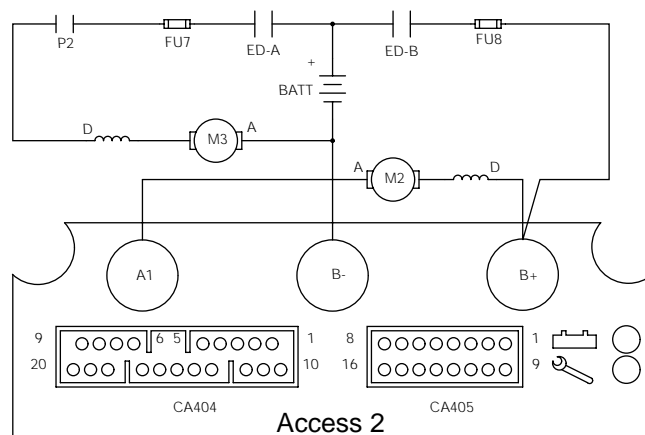 P2 FU7 ED-A ED-B FU8
+
BATT
D M3 A
A M2 D
A1 B- B+
9 6 5 1 8 1
20 10 16 9
CA404 CA405
Access 2